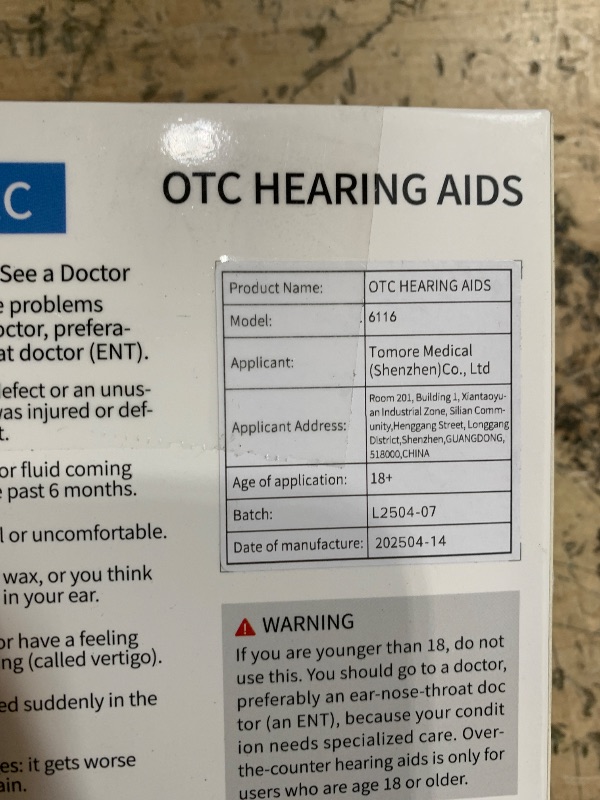 C
OTC HEARING AIDS
See a Doctor
problems
octor, prefera-
at doctor (ENT).
defect or an unus-
was injured or def-
t.
or fluid coming
past 6 months.
l or uncomfortable.
wax, or you think
in your ear.
or have a feeling
ng (called vertigo).
ed suddenly in the
es: it gets worse
ain.
Product Name: OTC HEARING AIDS
Model: 6116
Applicant: Tomore Medical
(Shenzhen)Co., Ltd
Applicant Address: Room 201, Building 1, Xiantaoyu-
an Industrial Zone, Silian Comm-
unity,Henggang Street, Longgang
District,Shenzhen,GUANGDONG,
518000,CHINA
Age of application: 18+
Batch: L2504-07
Date of manufacture: 202504-14
WARNING
If you are younger than 18, do not
use this. You should go to a doctor,
preferably an ear-nose-throat doc
tor (an ENT), because your condit
ion needs specialized care. Over-
the-counter hearing aids is only for
users who are age 18 or older.